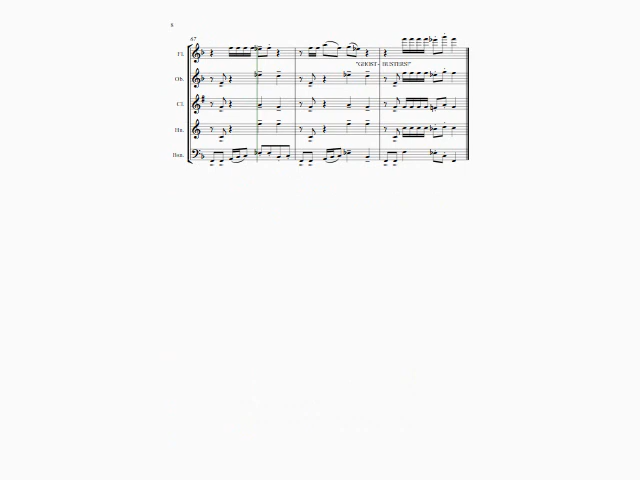 8
67
Fl.
"GHOST- BUSTERS!"
Ob.
Cl.
Hn.
Bsn.